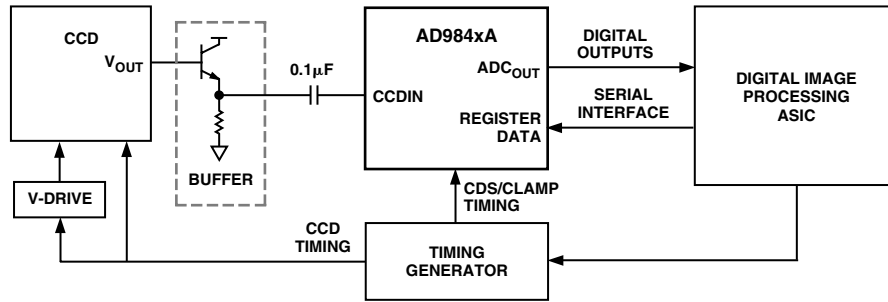 CCD
VOUT
V-DRIVE
BUFFER
0.1μF
AD984xA
CCDIN
ADCOUT
REGISTER
DATA
DIGITAL
OUTPUTS
SERIAL
INTERFACE
DIGITAL IMAGE
PROCESSING
ASIC
CDS/CLAMP
TIMING
CCD
TIMING
TIMING
GENERATOR